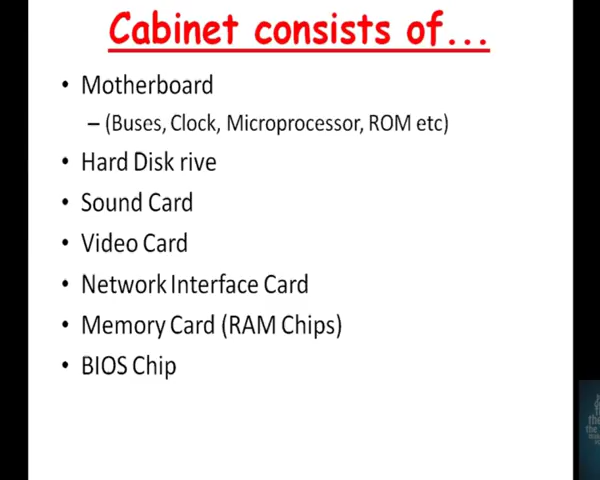 Cabinet consists of...
• Motherboard
– (Buses, Clock, Microprocessor, ROM etc)
• Hard Disk rive
• Sound Card
• Video Card
• Network Interface Card
• Memory Card (RAM Chips)
• BIOS Chip